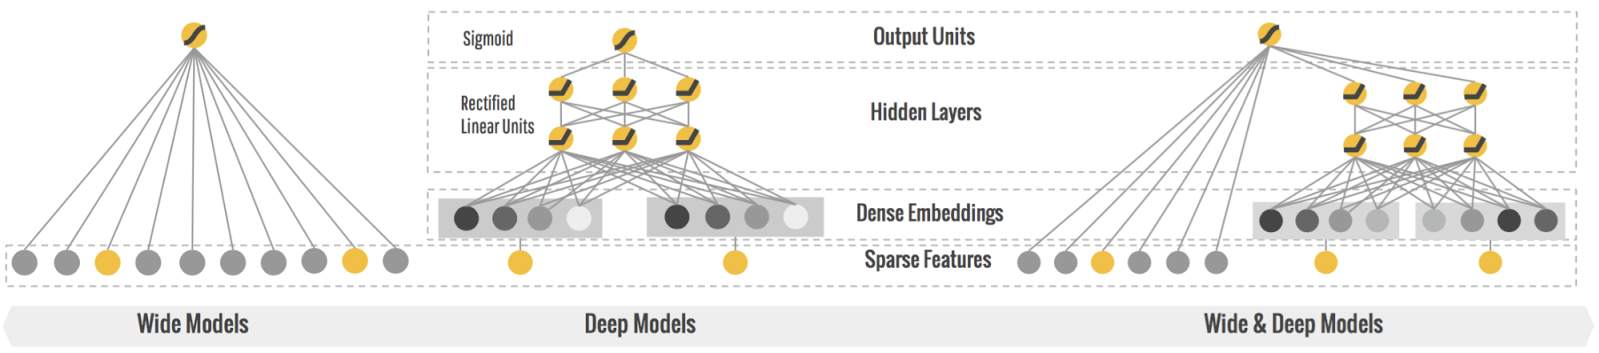 Sigmoid
Output Units
Rectified
Linear Units
Hidden Layers
Dense Embeddings
Sparse Features
Wide Models
Deep Models
Wide & Deep Models